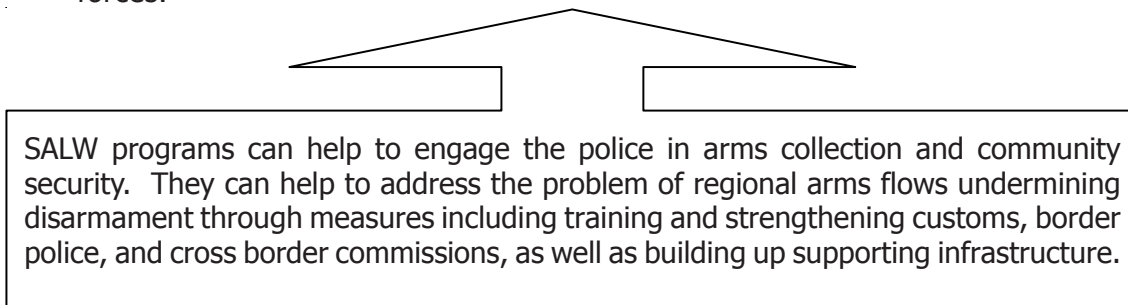 forces.
SALW programs can help to engage the police in arms collection and community
security. They can help to address the problem of regional arms flows undermining
disarmament through measures including training and strengthening customs, border
police, and cross border commissions, as well as building up supporting infrastructure.